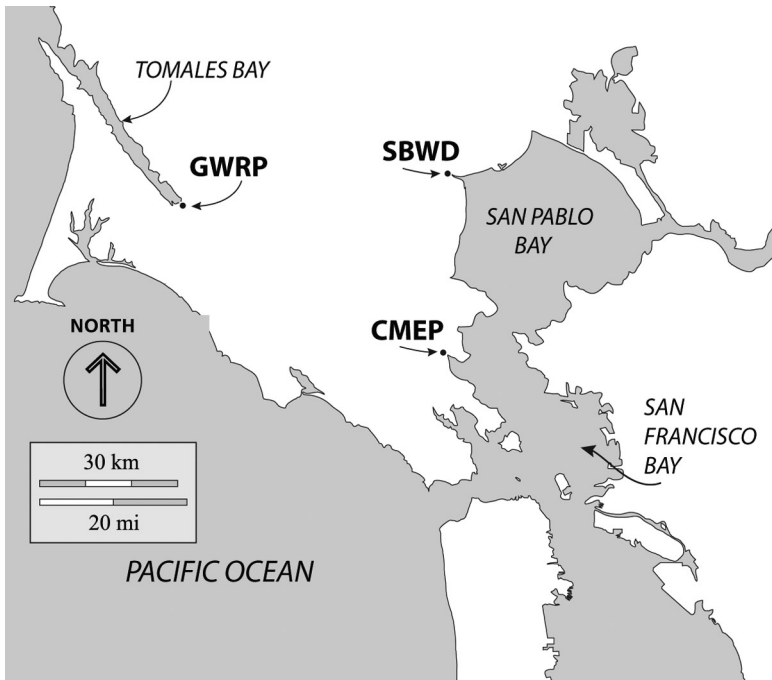 TOMALES BAY
GWRP
SBWD
SAN PABLO
BAY
NORTH
CMEP
SAN
FRANCISCO
BAY
30 km
20 mi
PACIFIC OCEAN